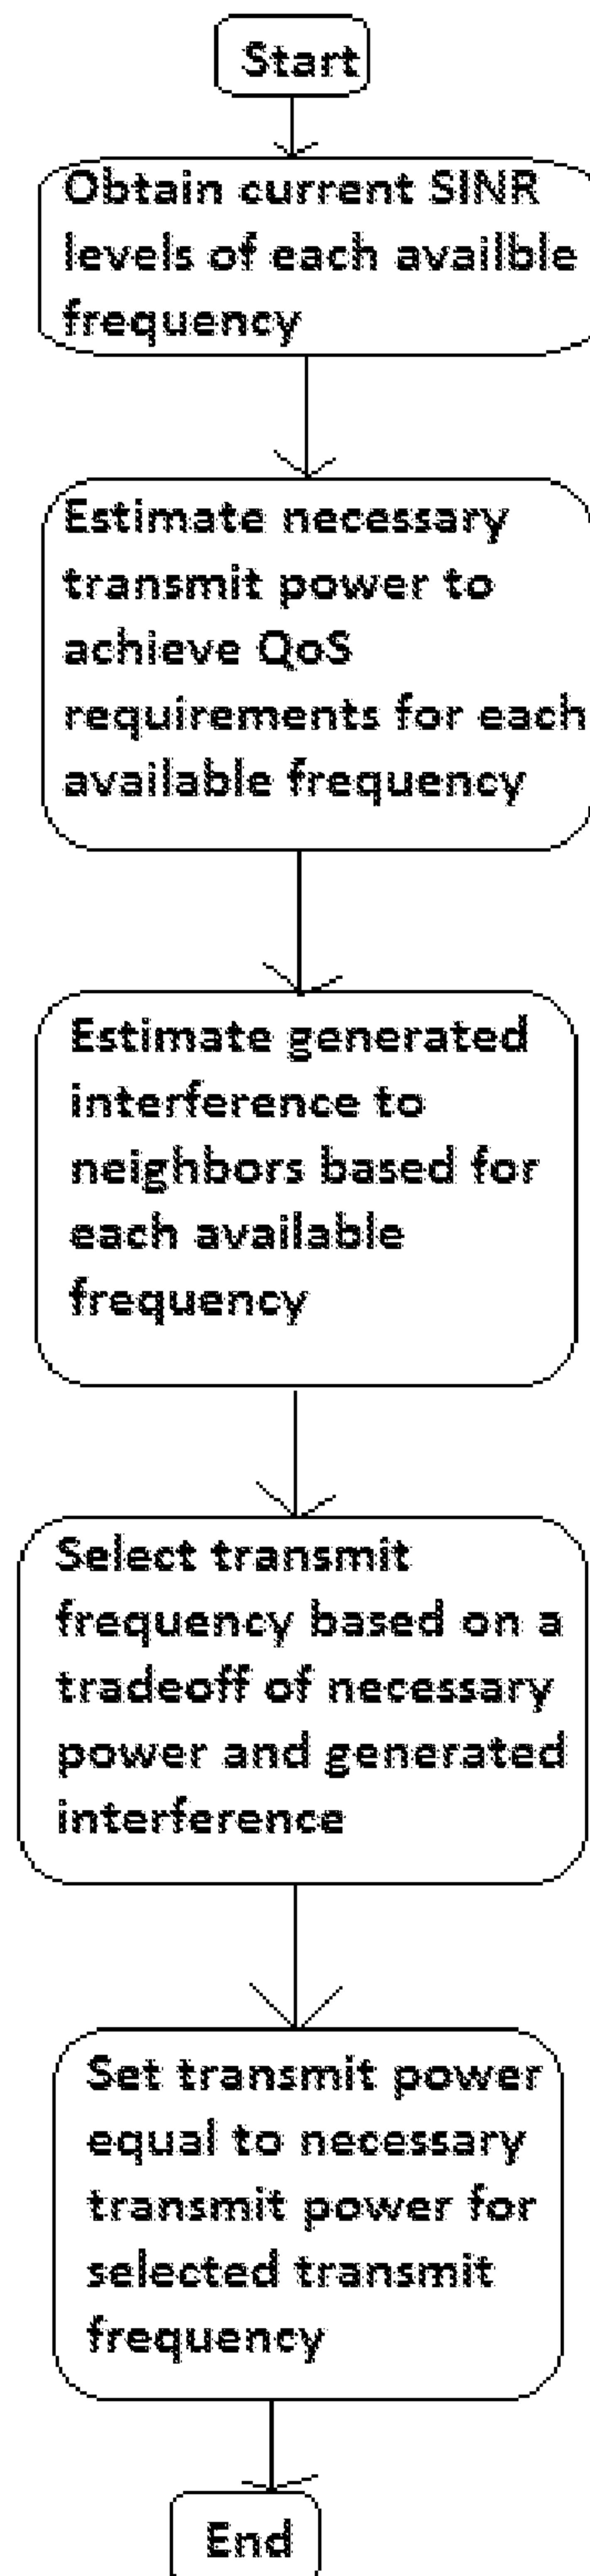 Start
Obtain current SINR
levels of each availble
frequency
Estimate necessary
transmit power to
achieve QoS
requirements for each
available frequency
Estimate generated
interference to
neighbors based for
each available
frequency
Select transmit
frequency based on a
tradeoff of necessary
power and generated
interference
Set transmit power
equal to necessary
transmit power for
selected transmit
frequency
End